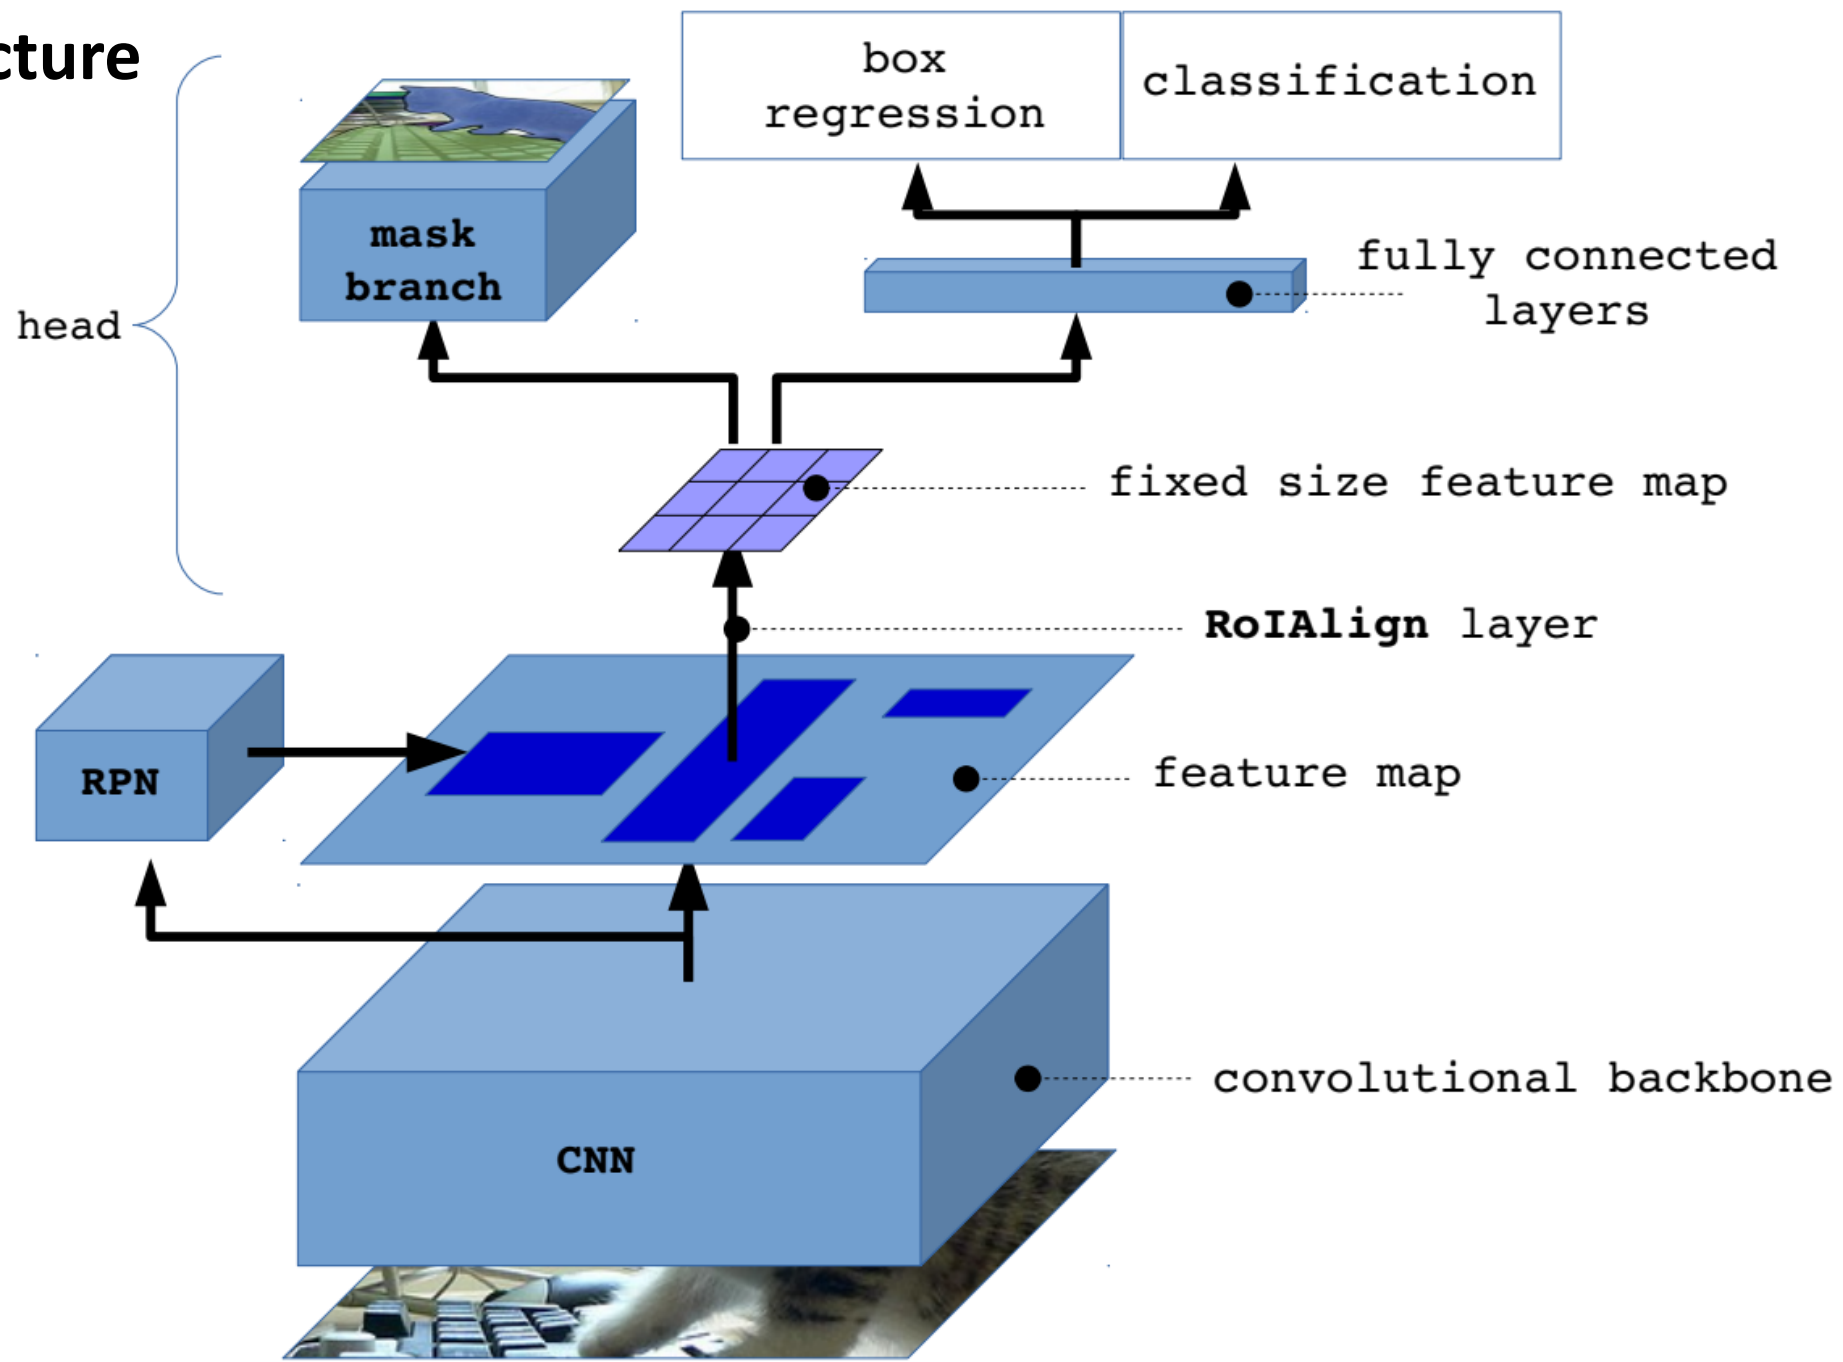 cture
box
regression
classification
mask
branch
fully connected
layers
head
fixed size feature map
RoIAlign layer
RPN
feature map
convolutional backbone
CNN